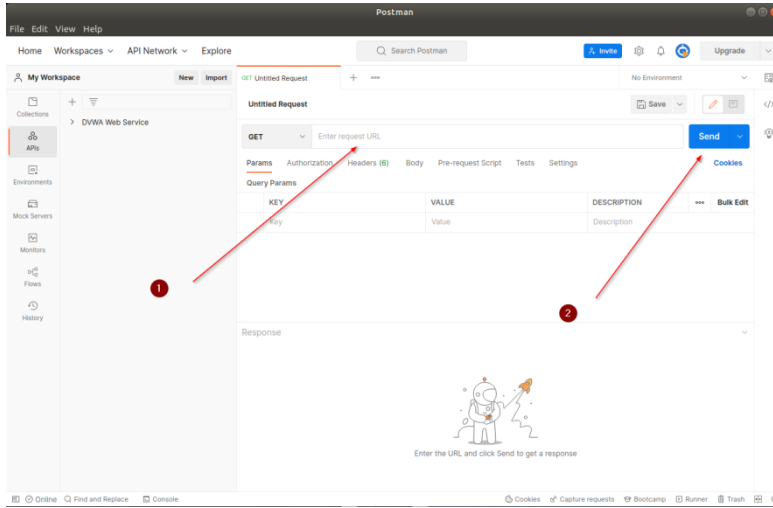 Postman
File Edit View Help
Home Workspaces API Network Explore Search Postman Invite Upgrade
My Workspace New Import GET Untitled Request No Environment
Collections
APIs
Environments
Mock Servers
Monitors
Flows
History
DVWA Web Service
Untitled Request Save
GET Enter request URL Send
Params Authorization Headers (6) Body Pre-request Script Tests Settings Cookies
Query Params
KEY VALUE DESCRIPTION Bulk Edit
Key Value Description
1
2
Response
Enter the URL and click Send to get a response
Online Find and Replace Console Cookies Capture requests Bootcamp Runner Trash